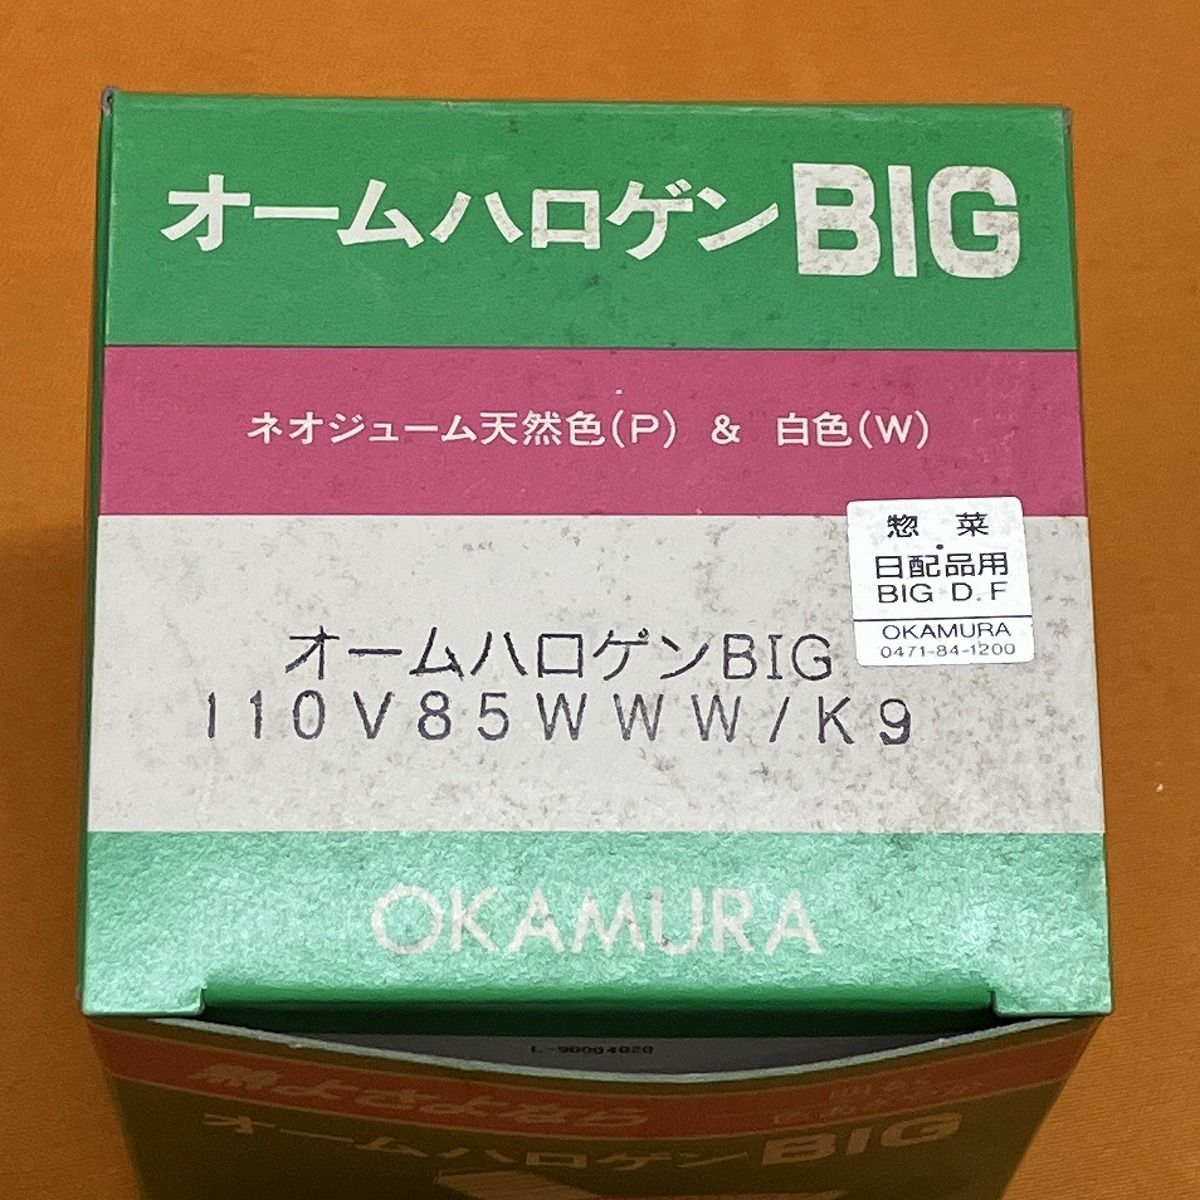 オームハロゲンBIG
ネオジューム天然色(P) & 白色(W)
惣 菜
・
日配品用
BIG D.F
OKAMURA
0471-84-1200
オームハロゲンBIG
110V85WWW/K9
OKAMURA
オームハロゲンBIG